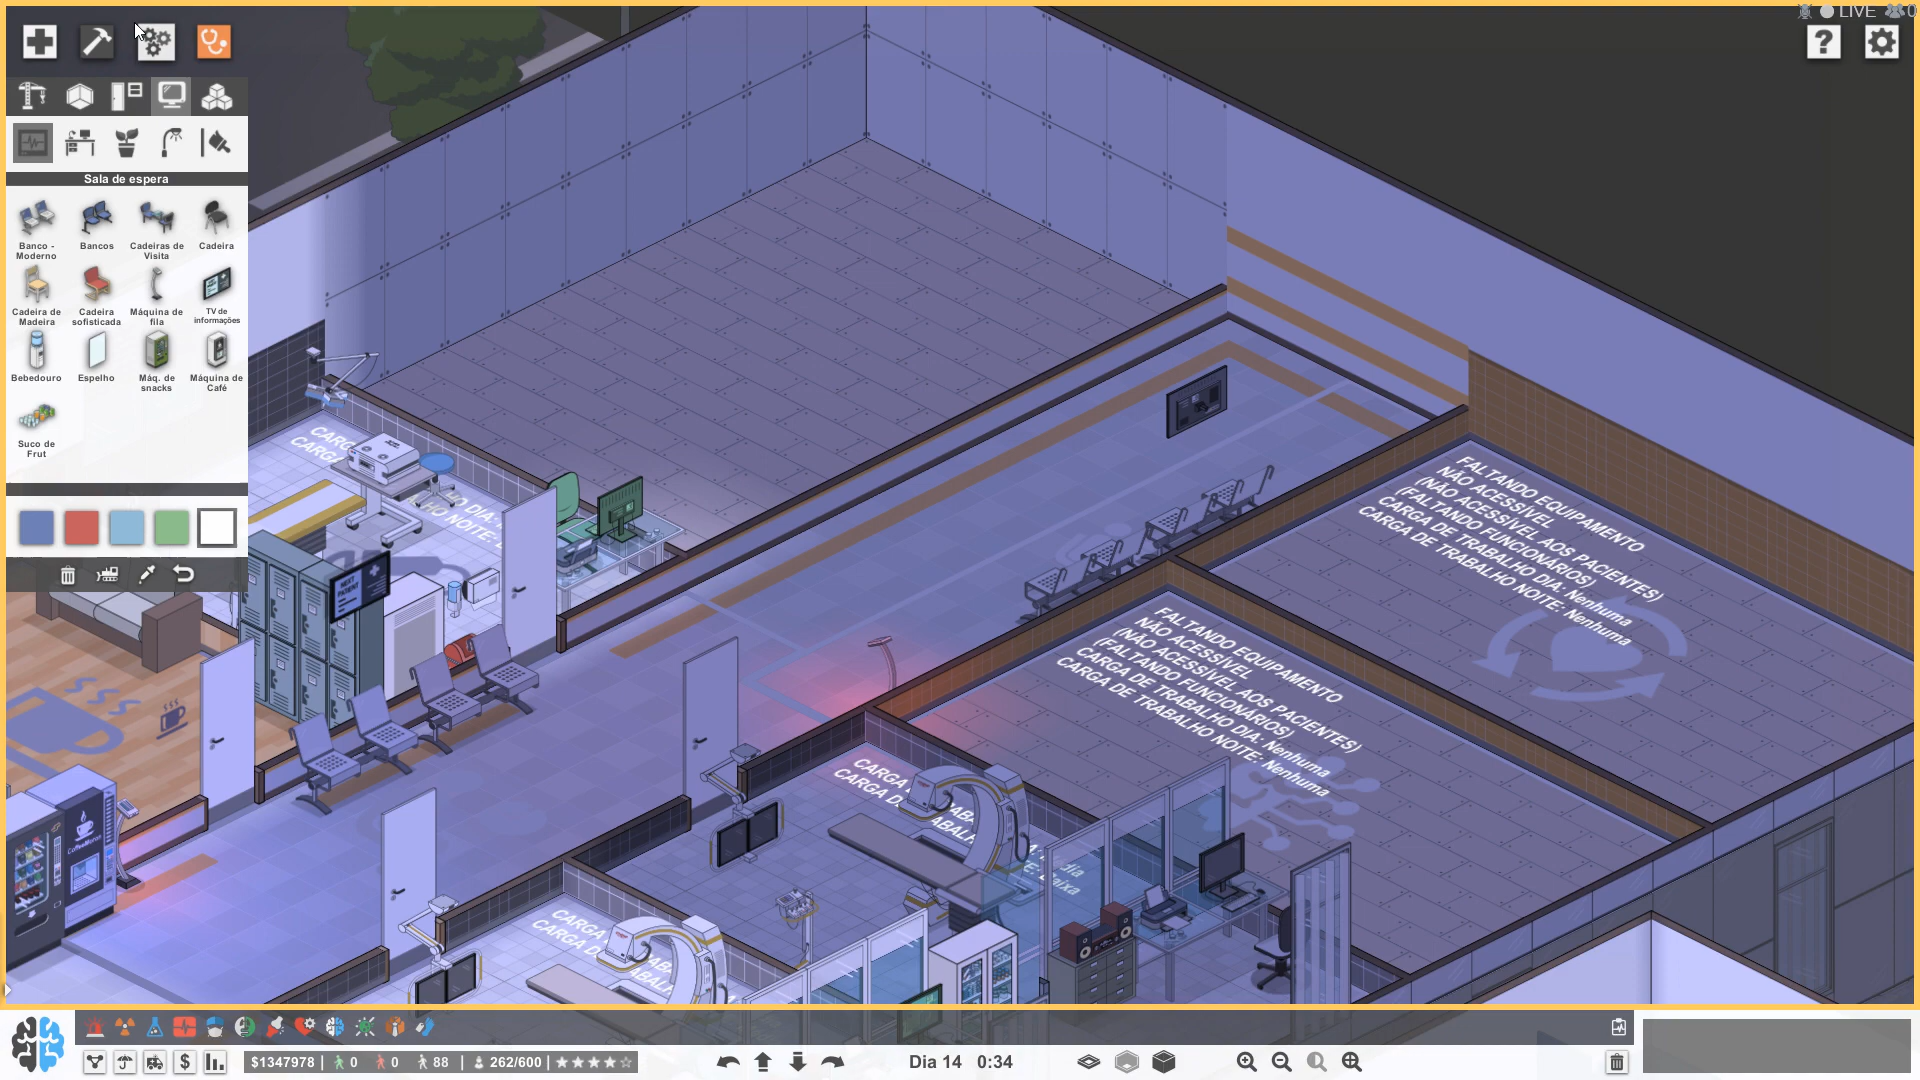 LIVE 0
?
Sala de espera
Banco - Moderno
Bancos
Cadeiras de Visita
Cadeira
Cadeira de Madeira
Cadeira sofisticada
Máquina de fila
TV de informações
Bebedouro
Espelho
Máq. de snacks
Máquina de Café
Suco de Frut
NEXT PATIENT
FALTANDO EQUIPAMENTO
NÃO ACESSÍVEL
(NÃO ACESSÍVEL AOS PACIENTES)
(FALTANDO FUNCIONÁRIOS)
CARGA DE TRABALHO DIA: Nenhuma
CARGA DE TRABALHO NOITE: Nenhuma
FALTANDO EQUIPAMENTO
NÃO ACESSÍVEL
(NÃO ACESSÍVEL AOS PACIENTES)
(FALTANDO FUNCIONÁRIOS)
CARGA DE TRABALHO DIA: Nenhuma
CARGA DE TRABALHO NOITE: Nenhuma
$1347978 | 0 0 88 | 262/600 |
Dia 14 0:34